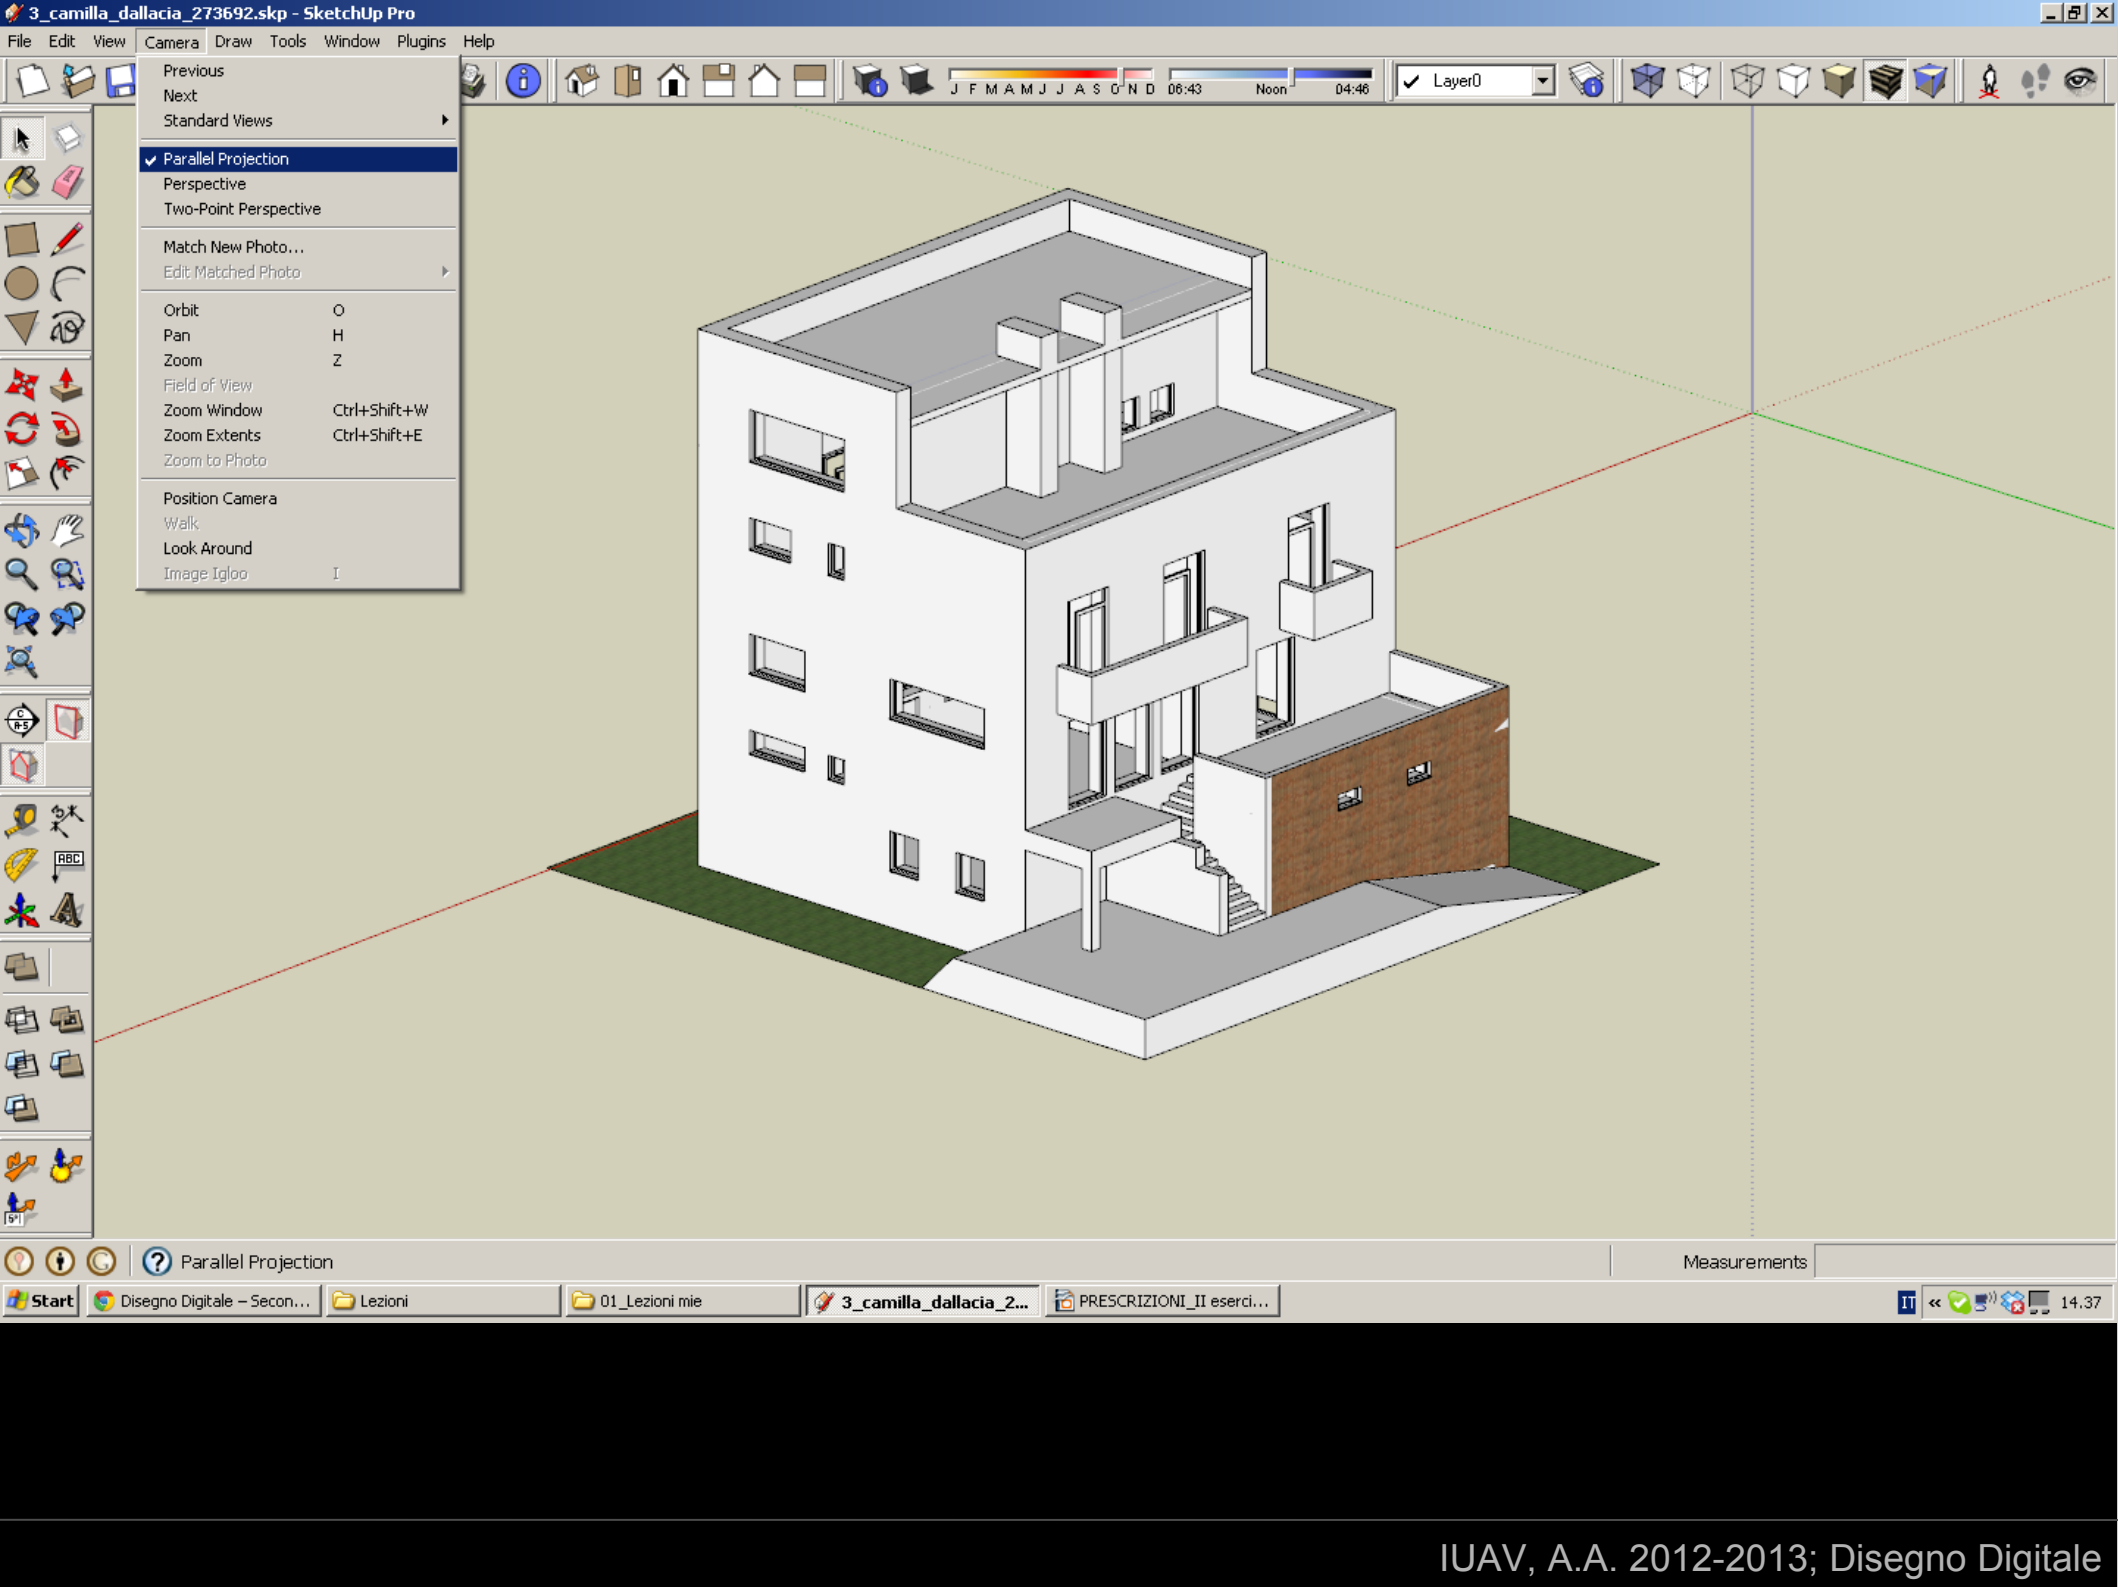 3_camilla_dallacia_273692.skp - SketchUp Pro
File Edit View Camera Draw Tools Window Plugins Help
J F M A M J J A S O N D 06:43 Noon 04:46
Layer0
Previous
Next
Standard Views
Parallel Projection
Perspective
Two-Point Perspective
Match New Photo...
Edit Matched Photo
Orbit O
Pan H
Zoom Z
Field of View
Zoom Window Ctrl+Shift+W
Zoom Extents Ctrl+Shift+E
Zoom to Photo
Position Camera
Walk
Look Around
Image Igloo I
ABC
Parallel Projection
Measurements
Start
Disegno Digitale – Secon...
Lezioni
01_Lezioni mie
3_camilla_dallacia_2...
PRESCRIZIONI_II eserci...
IT
« 14.37
IUAV, A.A. 2012-2013; Disegno Digitale